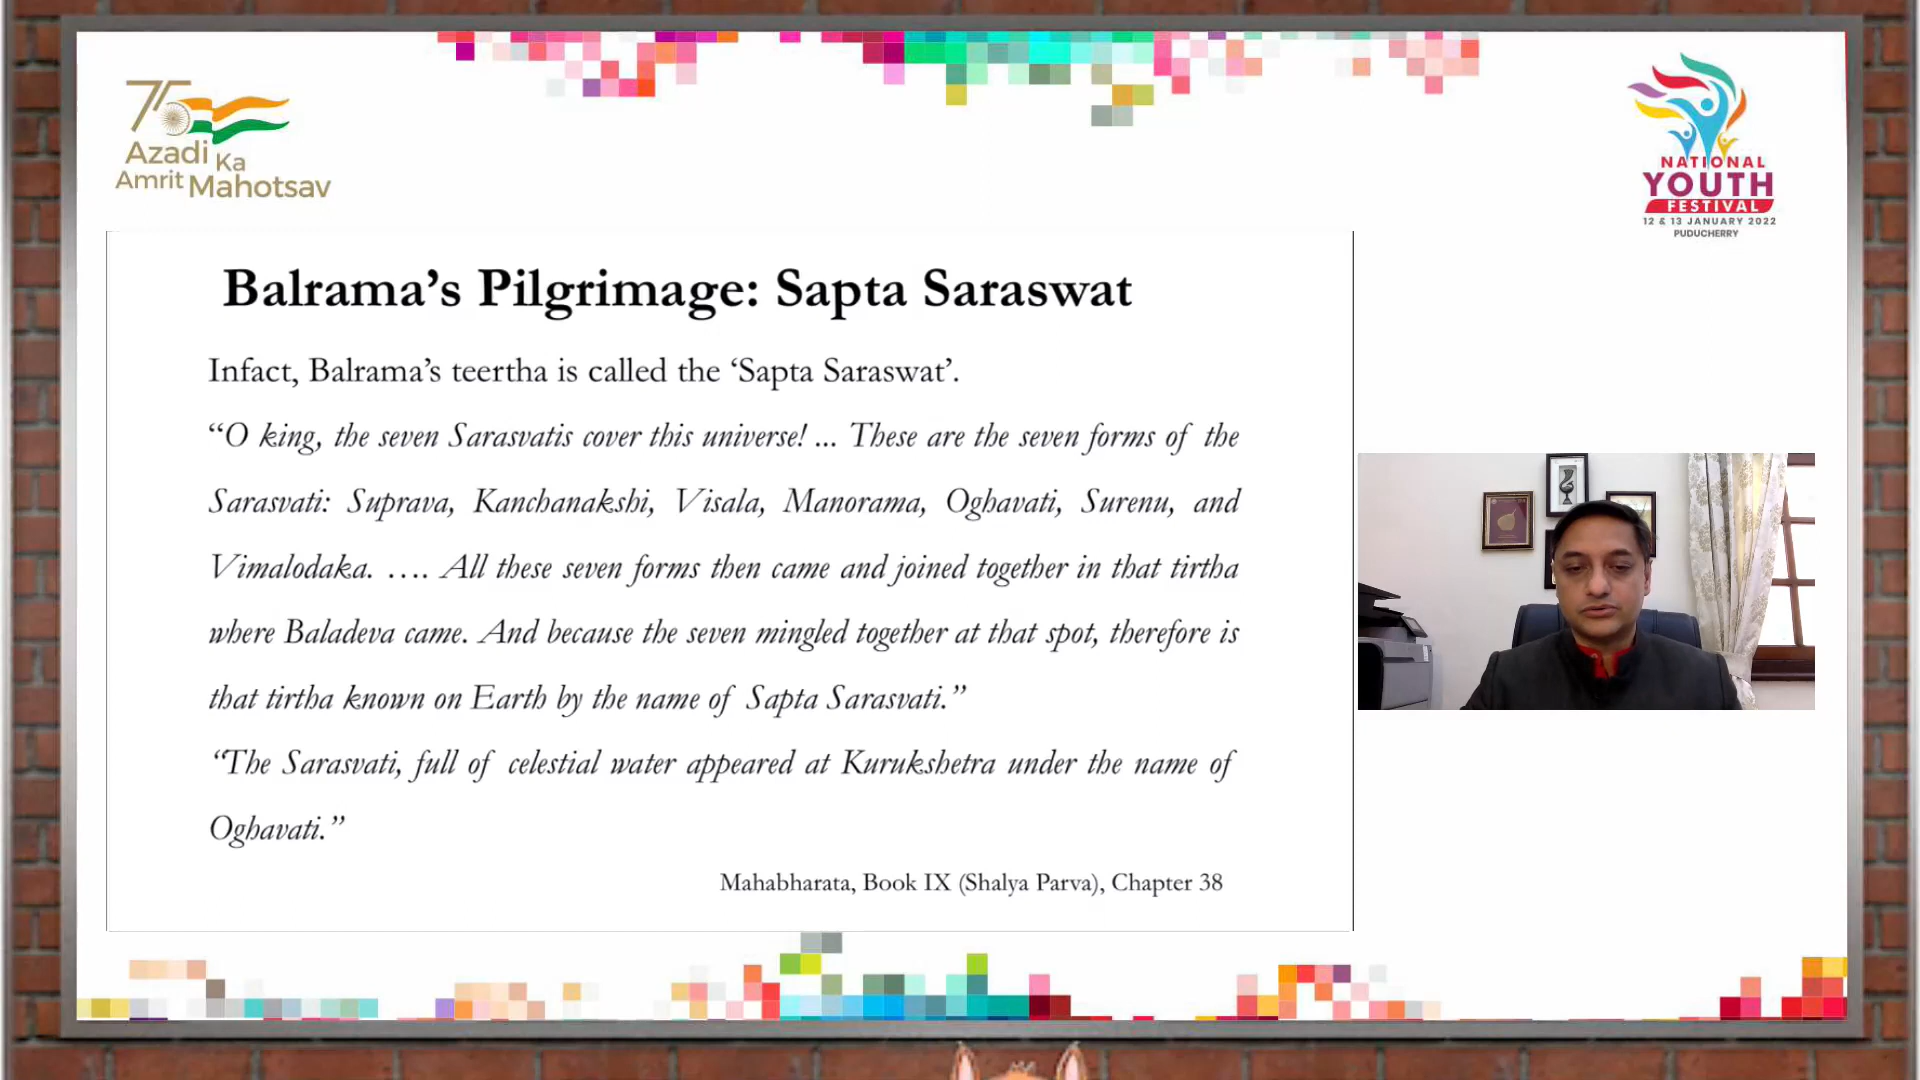 75
Azadi Ka
Amrit Mahotsav
NATIONAL
YOUTH
FESTIVAL
12 & 13 JANUARY 2022
PUDUCHERRY
Balrama’s Pilgrimage: Sapta Saraswat
Infact, Balrama’s teertha is called the ‘Sapta Saraswat’.
“O king, the seven Sarasvatis cover this universe! ... These are the seven forms of the
Sarasvati: Suprava, Kanchanakshi, Visala, Manorama, Oghavati, Surenu, and
Vimalodaka. …. All these seven forms then came and joined together in that tirtha
where Baladeva came. And because the seven mingled together at that spot, therefore is
that tirtha known on Earth by the name of Sapta Sarasvati.”
“The Sarasvati, full of celestial water appeared at Kurukshetra under the name of
Oghavati.”
Mahabharata, Book IX (Shalya Parva), Chapter 38